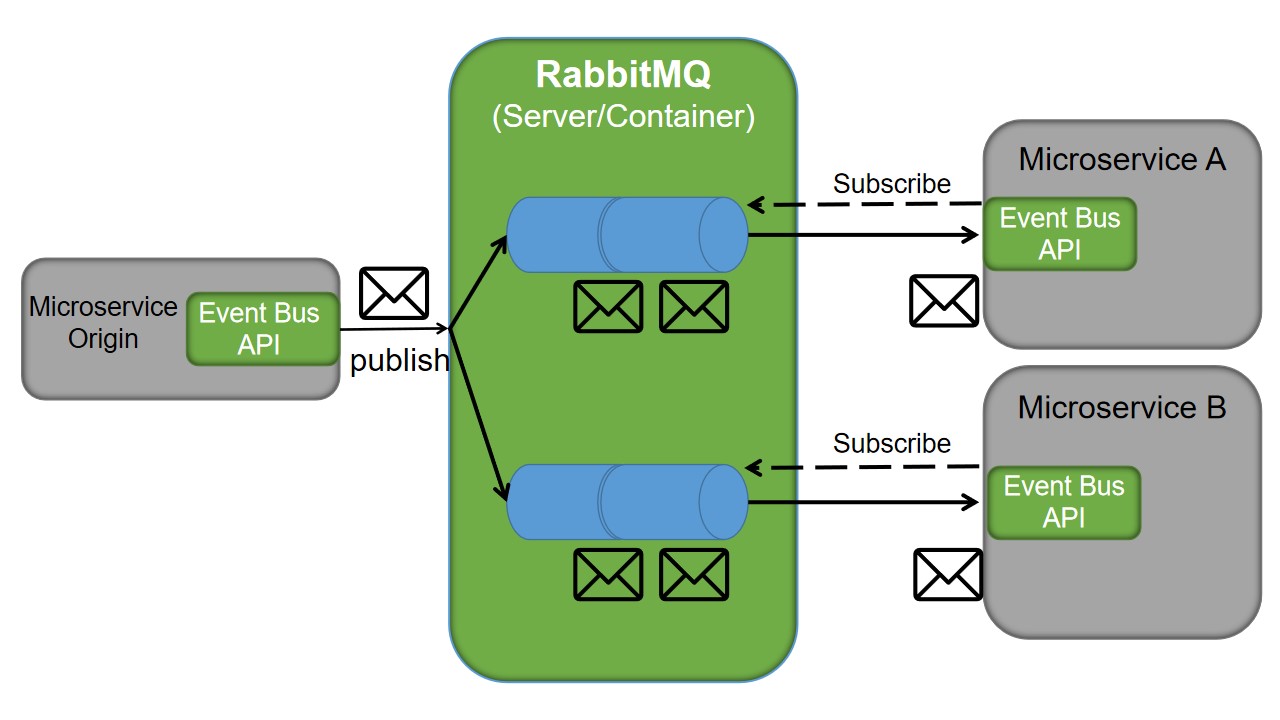 RabbitMQ
(Server/Container)
Microservice
Origin
Event Bus
API
publish
Subscribe
Microservice A
Event Bus
API
Subscribe
Microservice B
Event Bus
API